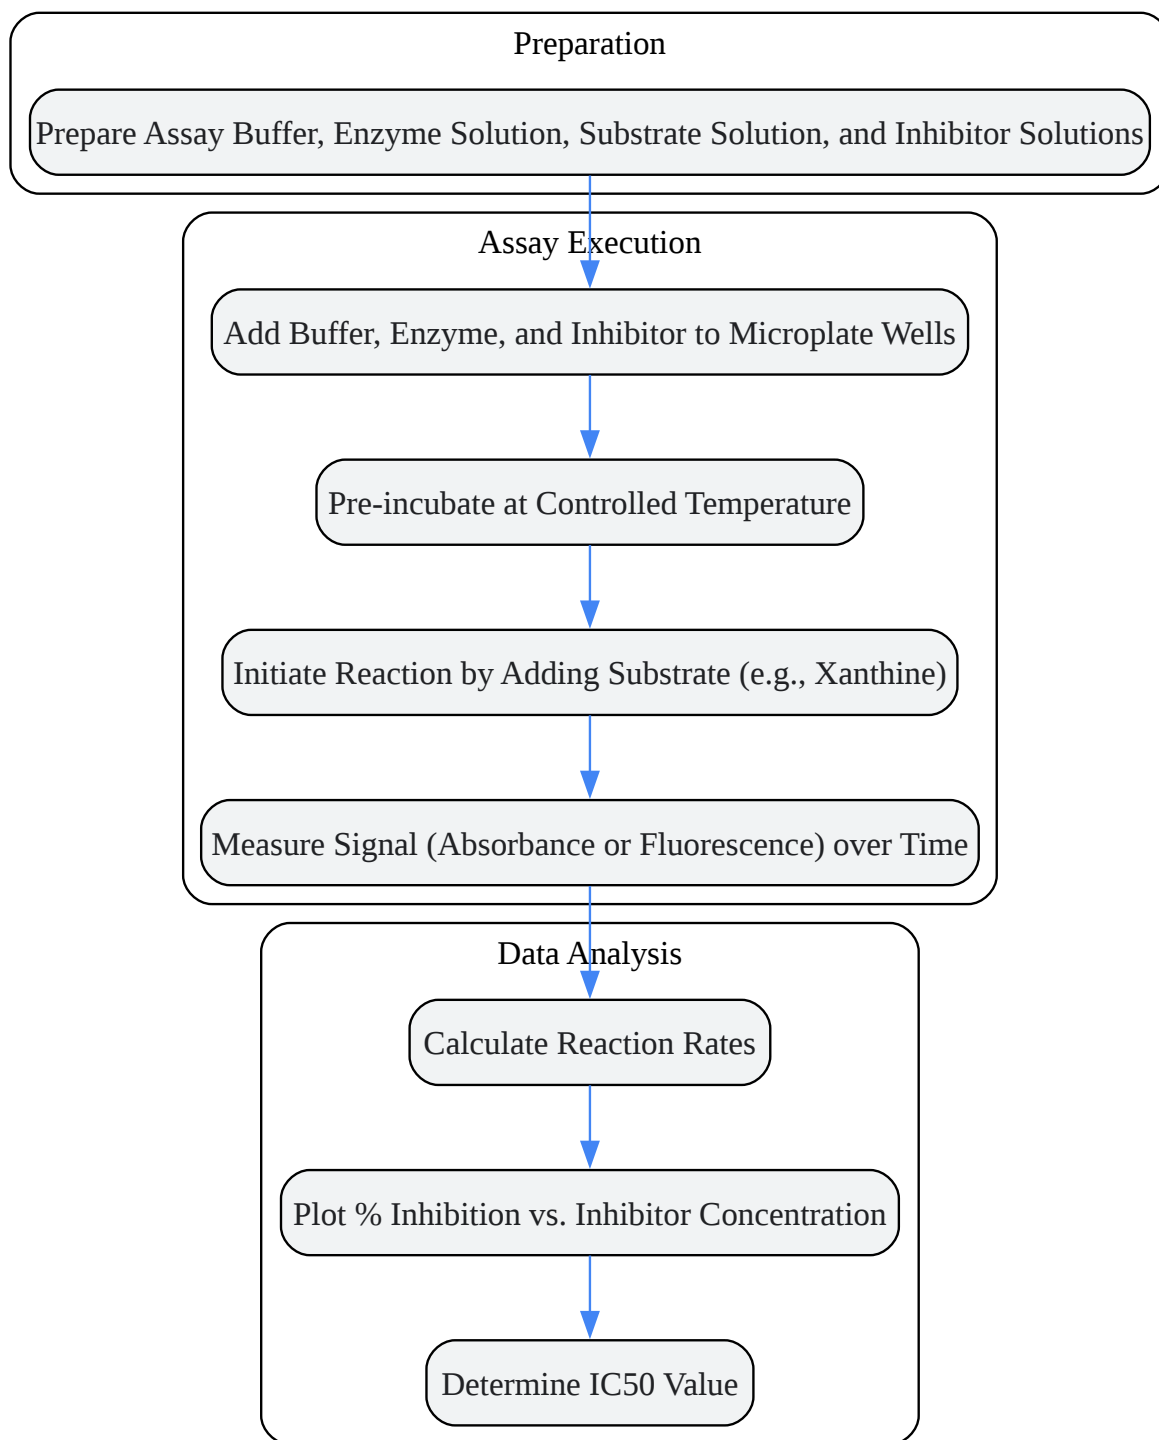 Preparation
Prepare Assay Buffer, Enzyme Solution, Substrate Solution, and Inhibitor Solutions
Assay Execution
Add Buffer, Enzyme, and Inhibitor to Microplate Wells
Pre-incubate at Controlled Temperature
Initiate Reaction by Adding Substrate (e.g., Xanthine)
Measure Signal (Absorbance or Fluorescence) over Time
Data Analysis
Calculate Reaction Rates
Plot % Inhibition vs. Inhibitor Concentration
Determine IC50 Value